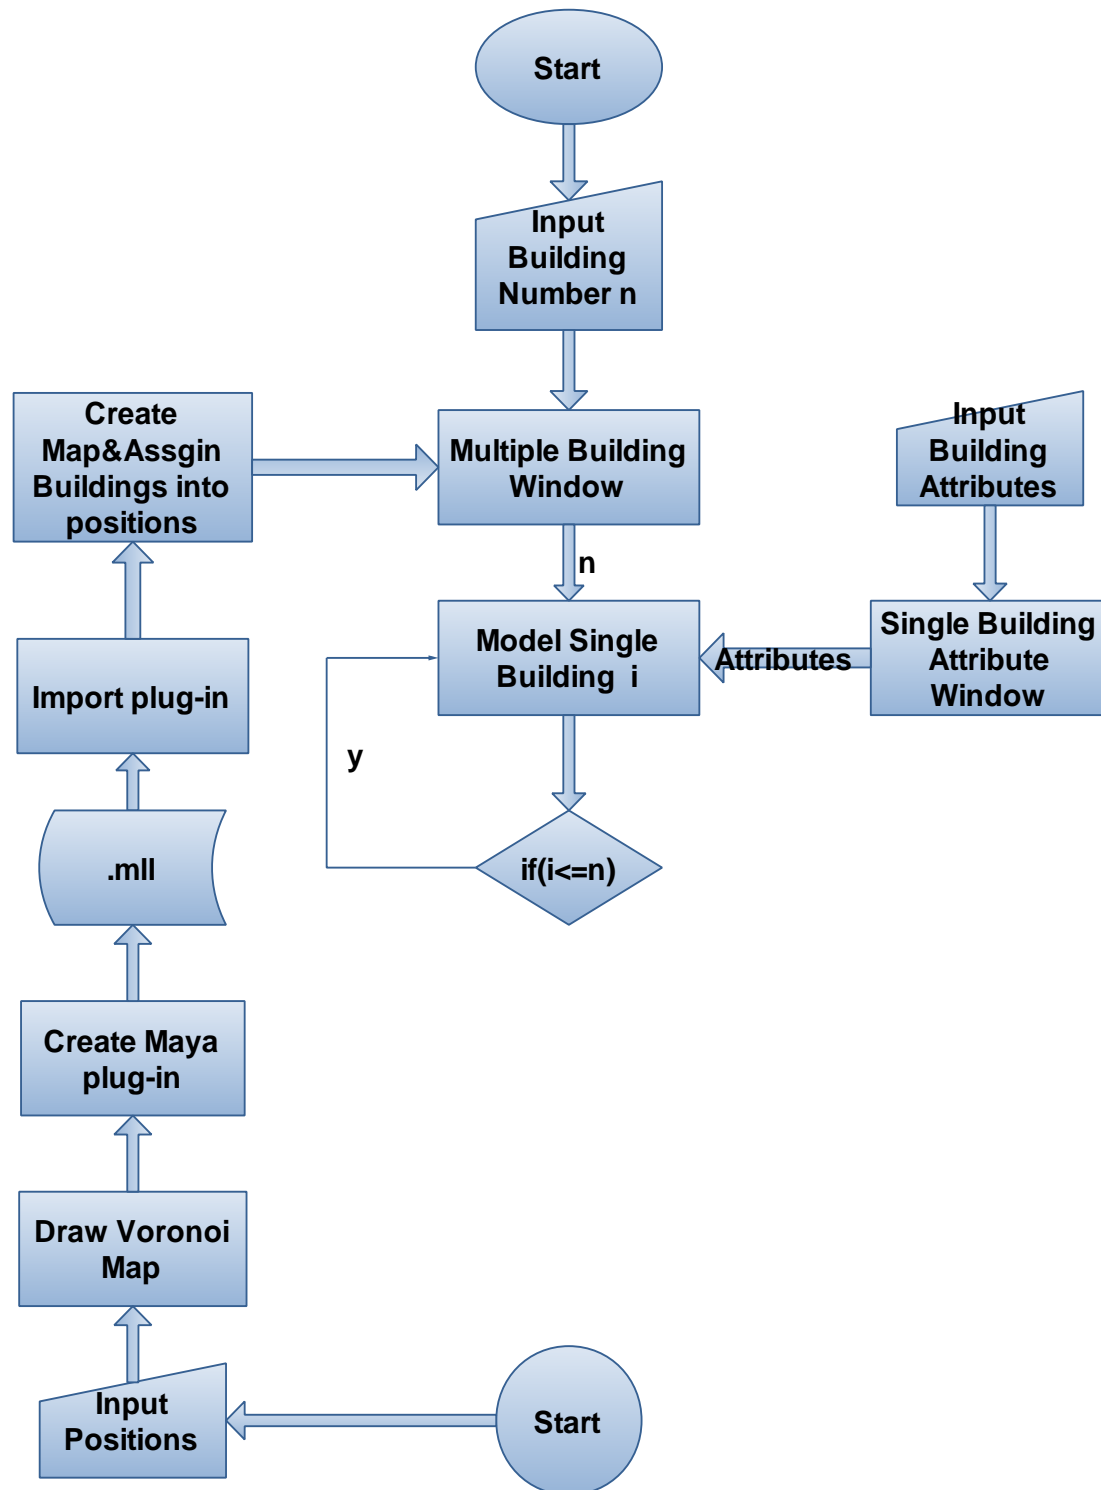 Start
Input
Building
Number n
Create
Map&Assgin
Buildings into
positions
Multiple Building
Window
Input
Building
Attributes
n
Import plug-in
Model Single
Building i
Attributes
Single Building
Attribute
Window
y
.mll
if(i<=n)
Create Maya
plug-in
Draw Voronoi
Map
Input
Positions
Start